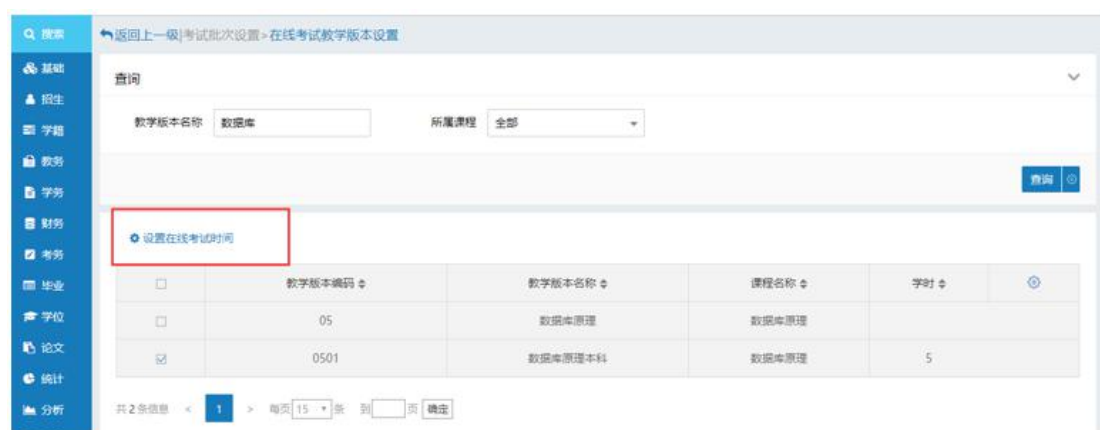 搜索
返回上一级|考试批次设置»在线考试教学版本设置
基础
招生
学籍
教务
学务
财务
考务
毕业
学位
论文
统计
分析
查询
教学版本名称 数据库 所属课程 全部
查询
设置在线考试时间
教学版本编码 教学版本名称 课程名称 学时
05 数据库原理 数据库原理
0501 数据库原理本科 数据库原理 5
共2条信息 < 1 > 每页 15 条 到 页 确定